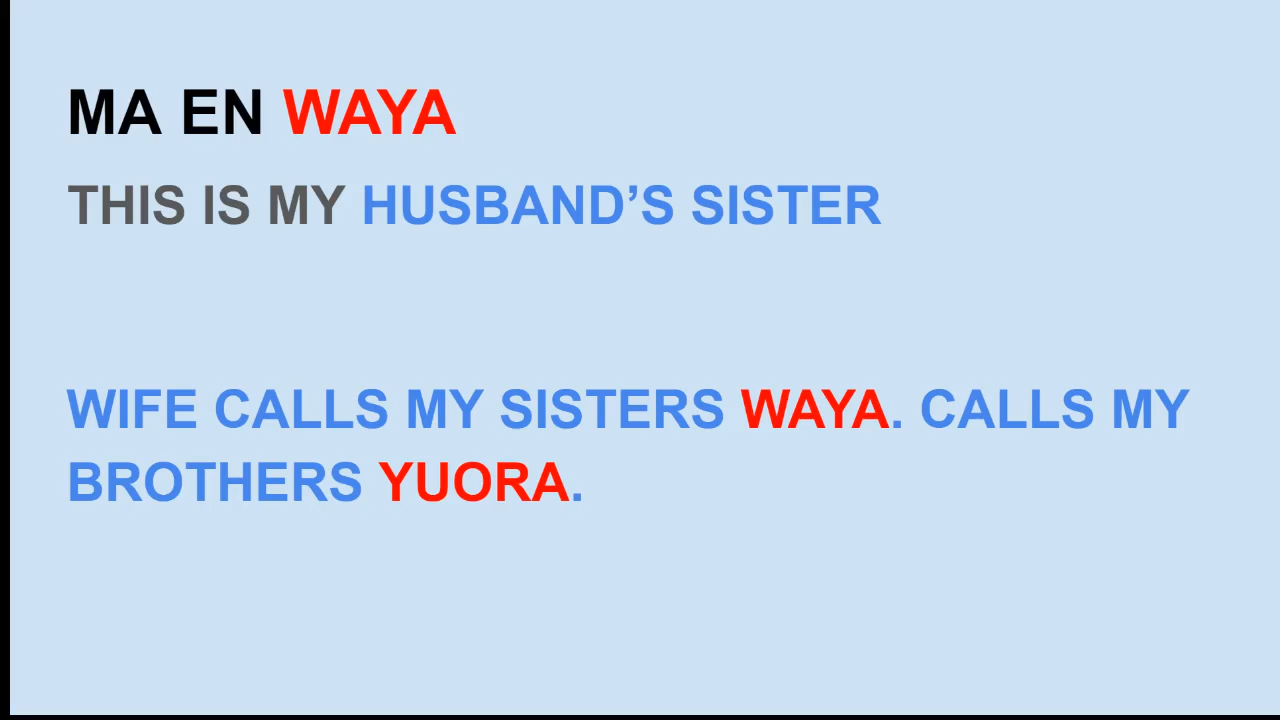 MA EN WAYA
THIS IS MY HUSBAND’S SISTER
WIFE CALLS MY SISTERS WAYA. CALLS MY
BROTHERS YUORA.